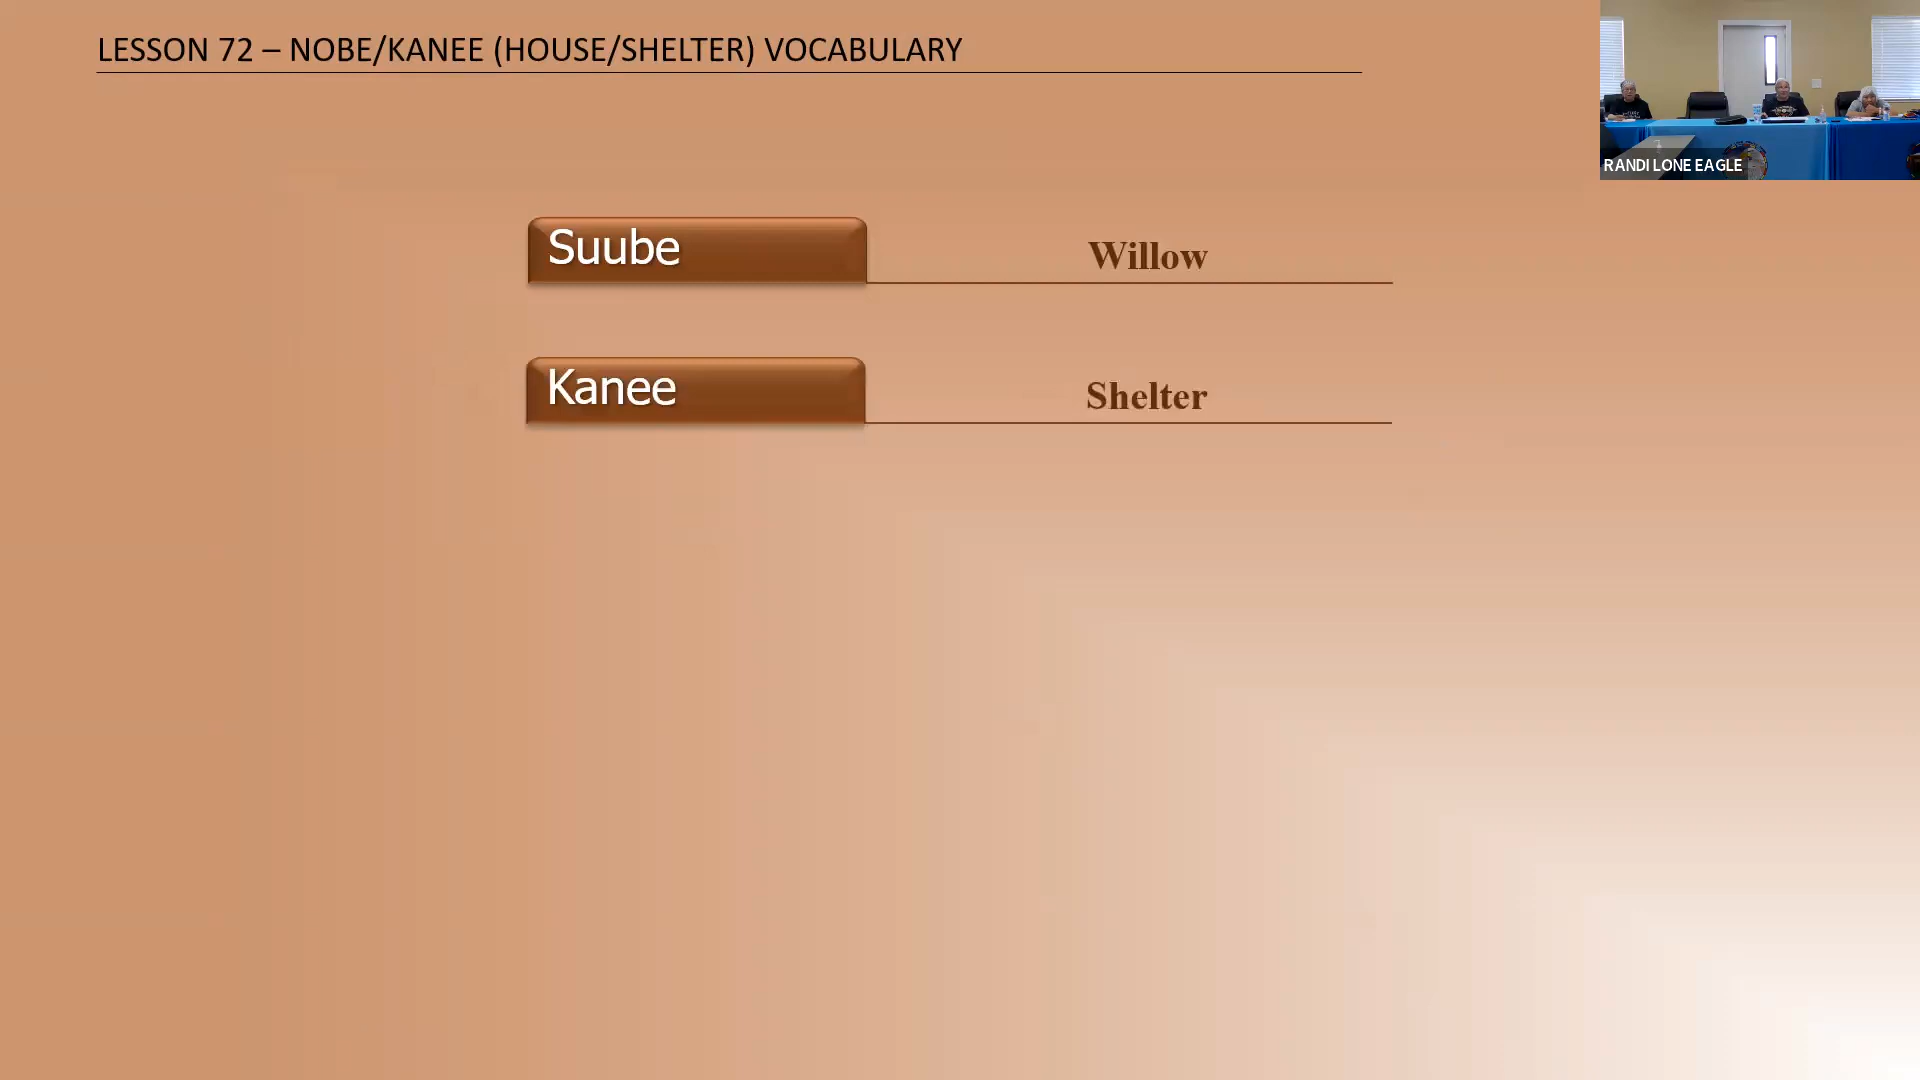 LESSON 72 – NOBE/KANEE (HOUSE/SHELTER) VOCABULARY
RANDI LONE EAGLE
Suube Willow
Kanee Shelter